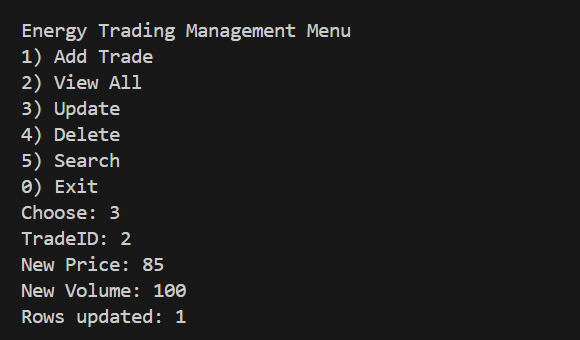 Energy Trading Management Menu
1) Add Trade
2) View All
3) Update
4) Delete
5) Search
0) Exit
Choose: 3
TradeID: 2
New Price: 85
New Volume: 100
Rows updated: 1